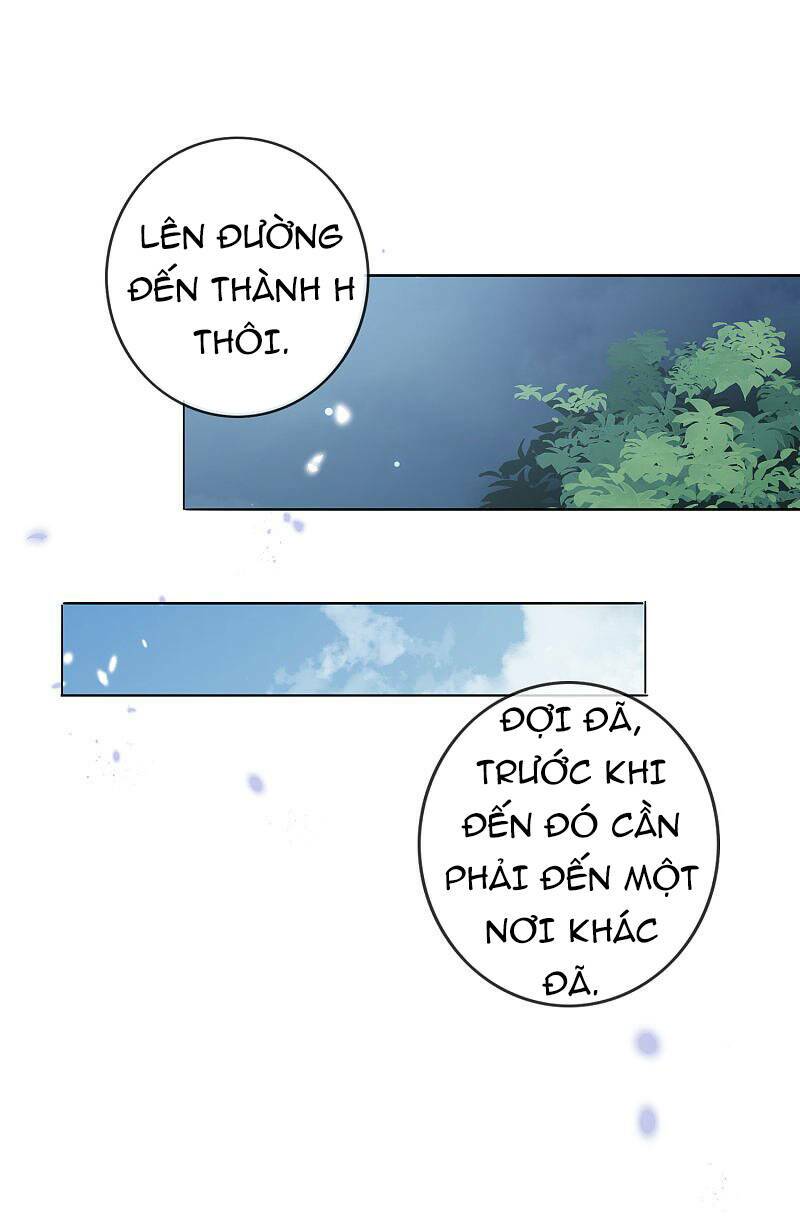 LÊN ĐƯỜNG
ĐẾN THÀNH H
THÔI.
ĐỢI ĐÃ,
TRƯỚC KHI
ĐẾN ĐÓ CẦN
PHẢI ĐẾN MỘT
NƠI KHÁC
ĐÃ.